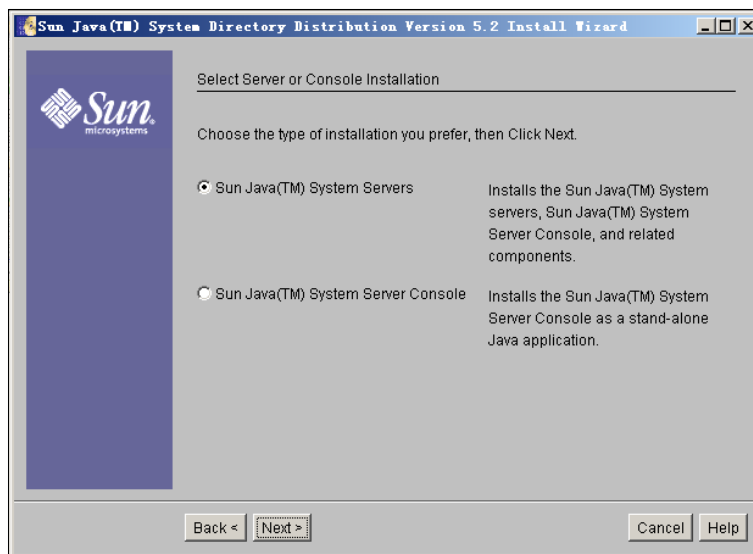 Sun Java(TM) System Directory Distribution Version 5.2 Install Wizard
Sun
microsystems
Select Server or Console Installation
Choose the type of installation you prefer, then Click Next.
Sun Java(TM) System Servers
Installs the Sun Java(TM) System
servers, Sun Java(TM) System
Server Console, and related
components.
Sun Java(TM) System Server Console
Installs the Sun Java(TM) System
Server Console as a stand-alone
Java application.
Back <
Next >
Cancel
Help